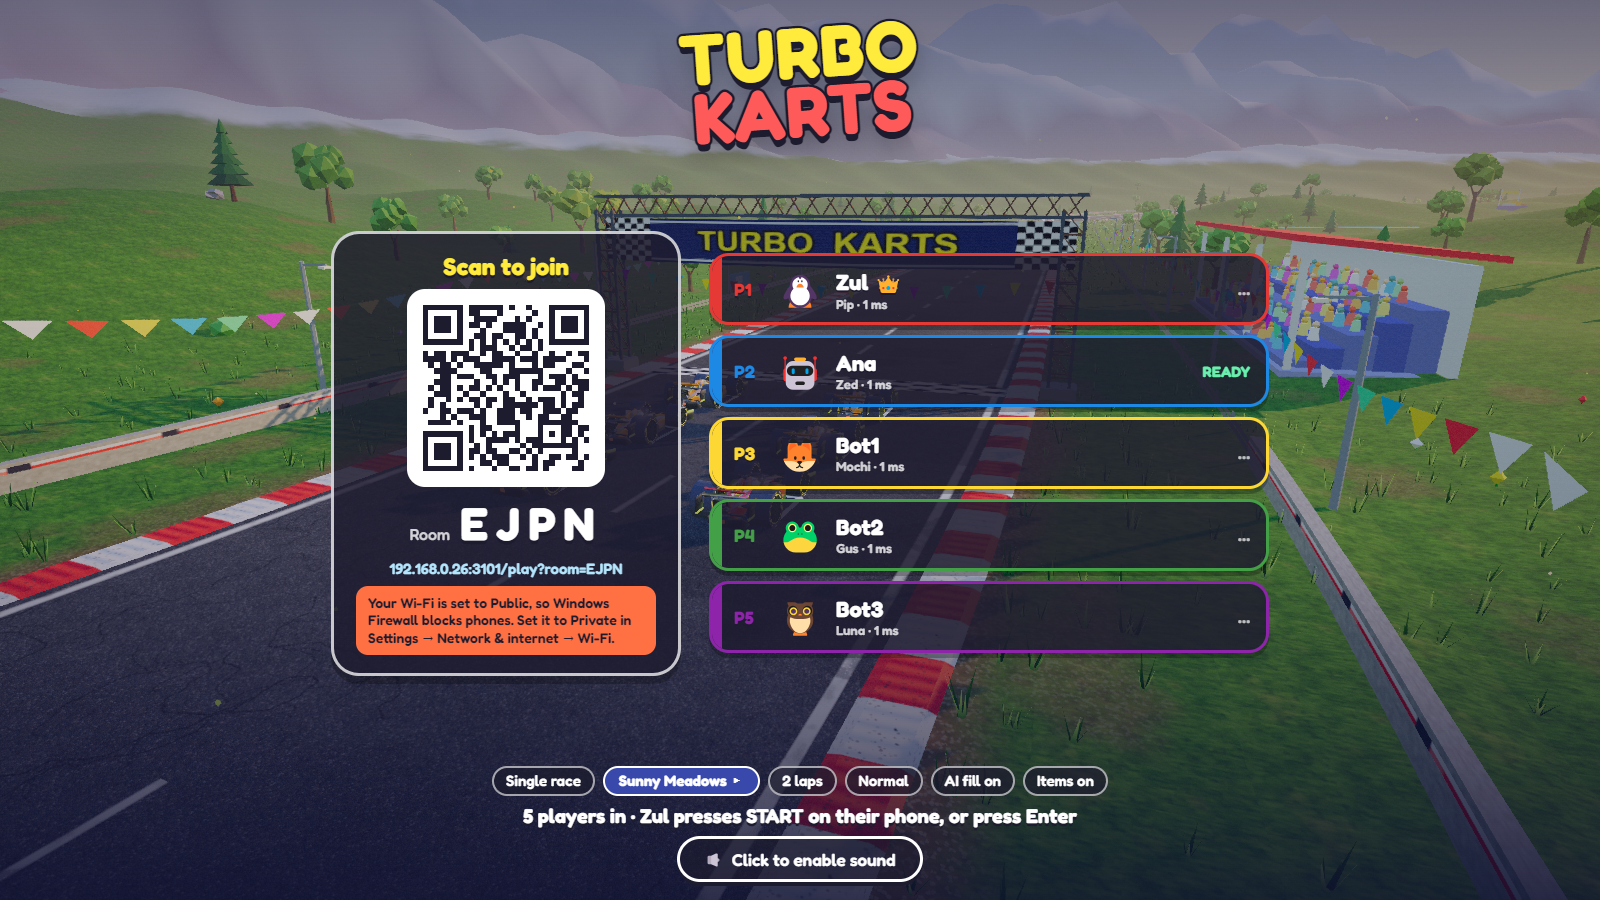 TURBO
KARTS
TURBO KARTS
Scan to join
Room EJPN
192.168.0.26:3101/play?room=EJPN
Your Wi-Fi is set to Public, so Windows
Firewall blocks phones. Set it to Private in
Settings → Network & internet → Wi-Fi.
P1
Zul
Pip · 1 ms
...
P2
Ana
Zed · 1 ms
READY
P3
Bot1
Mochi · 1 ms
...
P4
Bot2
Gus · 1 ms
...
P5
Bot3
Luna · 1 ms
...
Single race
Sunny Meadows ▸
2 laps
Normal
AI fill on
Items on
5 players in · Zul presses START on their phone, or press Enter
Click to enable sound